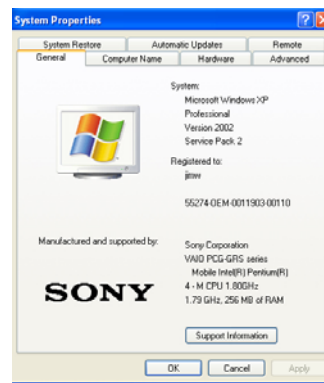 System Properties
System Restore Automatic Updates Remote
General Computer Name Hardware Advanced
System:
Microsoft Windows XP
Professional
Version 2002
Service Pack 2
Registered to:
55274-OEM-0011903-00110
Manufactured and supported by:
Sony Corporation
VAIO PCG-GRS series
Mobile Intel(R) Pentium(R)
4 - M CPU 1.80GHz
1.79 GHz, 256 MB of RAM
SONY
Support Information
OK Cancel Apply